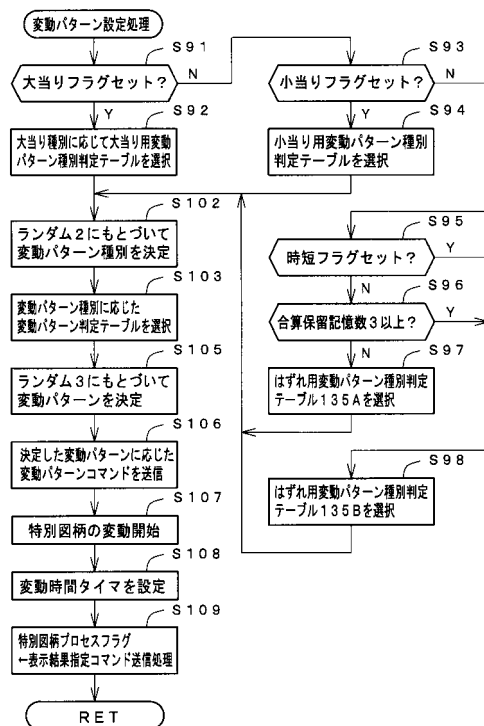 変動パターン設定処理
S91
大当りフラグセット？
N
Y
S92
大当り種別に応じて大当り用変動
パターン種別判定テーブルを選択
S93
小当りフラグセット？
N
Y
S94
小当り用変動パターン種別
判定テーブルを選択
S95
時短フラグセット？
Y
N
S96
合算保留記憶数３以上？
Y
N
S97
はずれ用変動パターン種別判定
テーブル１３５Ａを選択
S98
はずれ用変動パターン種別判定
テーブル１３５Ｂを選択
S102
ランダム２にもとづいて
変動パターン種別を決定
S103
変動パターン種別に応じた
変動パターン判定テーブルを選択
S105
ランダム３にもとづいて
変動パターンを決定
S106
決定した変動パターンに応じた
変動パターンコマンドを送信
S107
特別図柄の変動開始
S108
変動時間タイマを設定
S109
特別図柄プロセスフラグ
←表示結果指定コマンド送信処理
RET